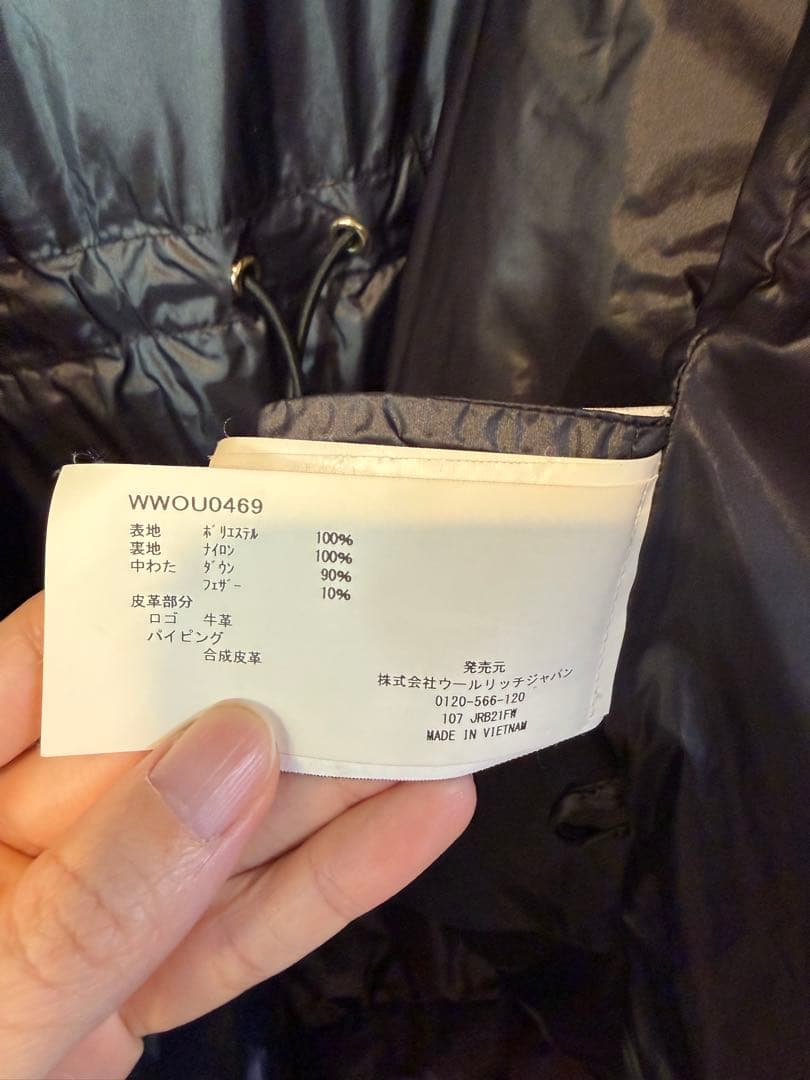 WWOU0469
表地 ﾎﾟﾘｴｽﾃﾙ 100%
裏地 ﾅｲﾛﾝ 100%
中わた ﾀﾞｳﾝ 90%
ﾌｪｻﾞｰ 10%
皮革部分
ロゴ 牛革
パイピング
合成皮革
発売元
株式会社ウールリッチジャパン
0120-566-120
107 JRB21FW
MADE IN VIETNAM